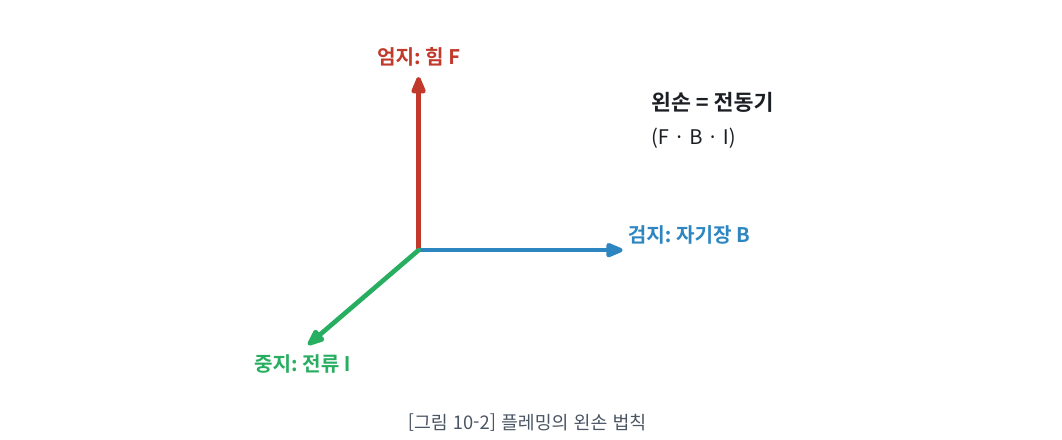 엄지: 힘 F
왼손 = 전동기
(F · B · I)
검지: 자기장 B
중지: 전류 I
[그림 10-2] 플레밍의 왼손 법칙